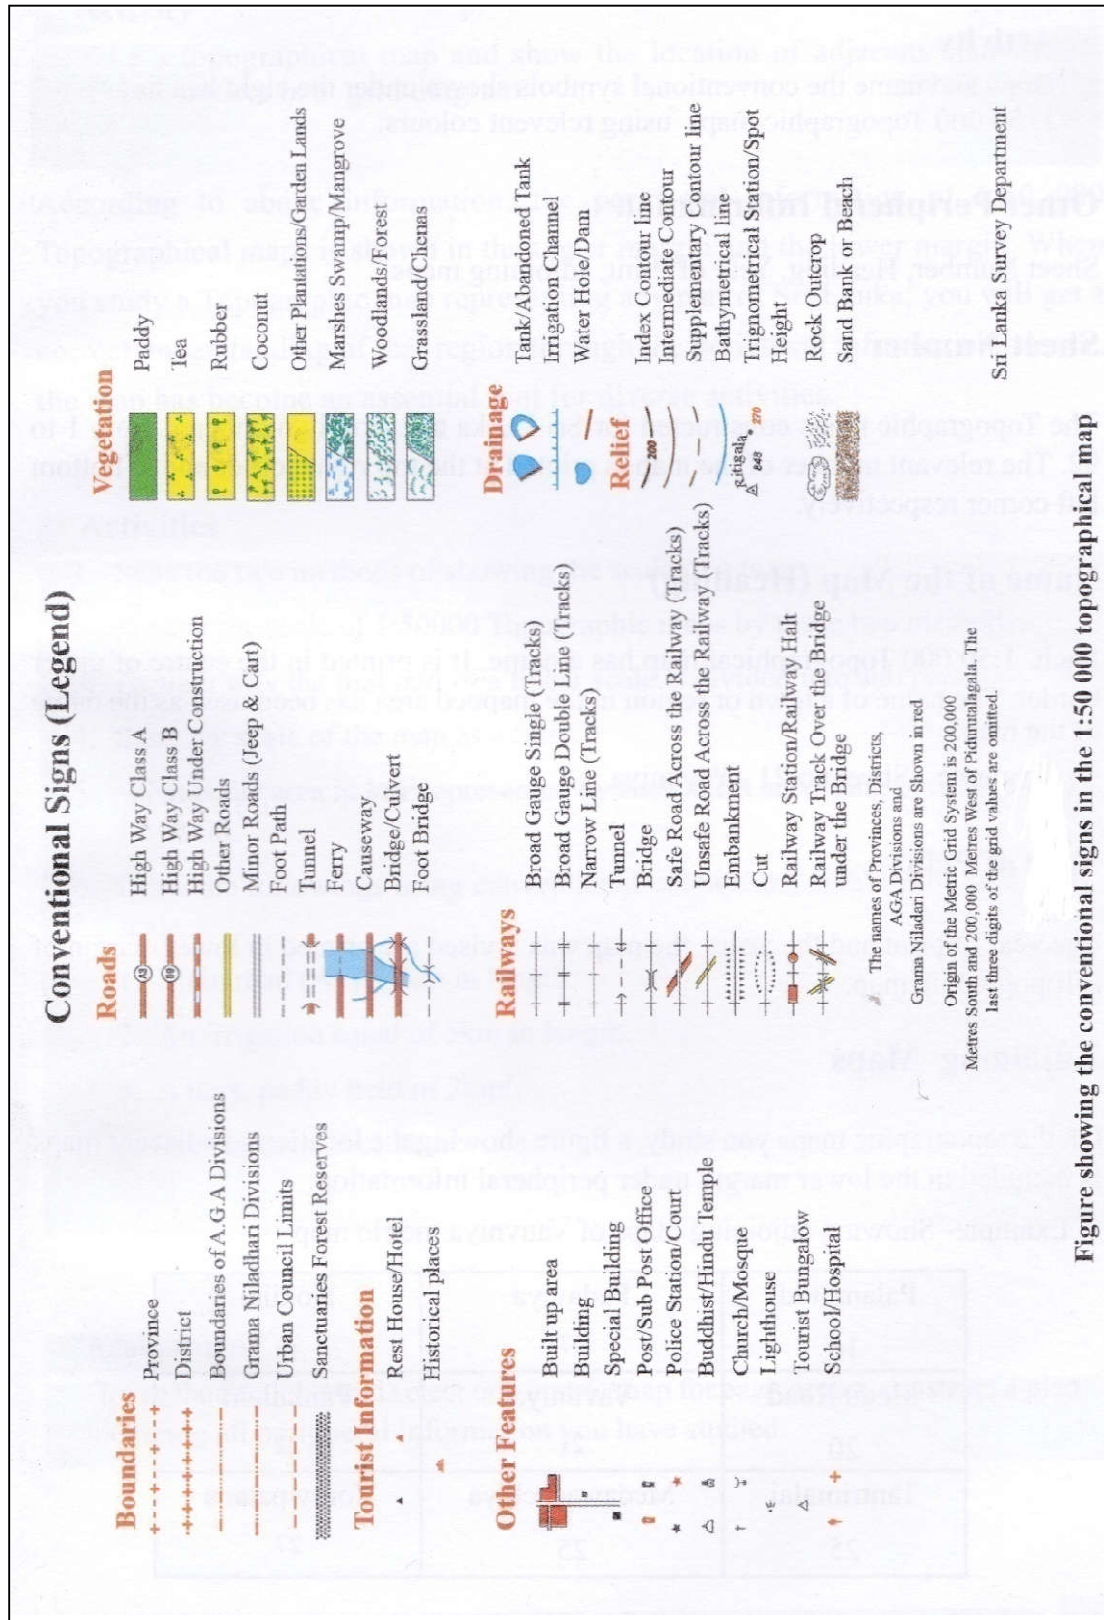 Conventional Signs (Legend)
Boundaries
Province
District
Boundaries of A.G.A Divisions
Grama Niladhari Divisions
Urban Council Limits
Sanctuaries Forest Reserves
Tourist Information
Rest House/Hotel
Historical places
Other Features
Built up area
Building
Special Building
Post/Sub Post Office
Police Station/Court
Buddhist/Hindu Temple
Church/Mosque
Lighthouse
Tourist Bungalow
School/Hospital
Roads
A3
High Way Class A
High Way Class B
High Way Under Construction
Other Roads
Minor Roads (Jeep & Cart)
Foot Path
Tunnel
Ferry
Causeway
Bridge/Culvert
Foot Bridge
Railways
Broad Gauge Single (Tracks)
Broad Gauge Double Line (Tracks)
Narrow Line (Tracks)
Tunnel
Bridge
Safe Road Across the Railway (Tracks)
Unsafe Road Across the Railway (Tracks)
Embankment
Cut
Railway Station/Railway Halt
Railway Track Over the Bridge
under the Bridge
The names of Provinces, Districts,
AGA Divisions and
Grama Niladari Divisions are Shown in red
Origin of the Metric Grid System is 200,000
Metres South and 200,000 Metres West of Pidurutalagala. The
last three digits of the grid values are omitted.
Vegetation
Paddy
Tea
Rubber
Coconut
Other Planations/Garden Lands
Marshes Swamp/Mangrove
Woodlands/Forest
Grassland/Chenas
Drainage
Tank/Abandoned Tank
Irrigation Channel
Water Hole/Dam
Relief
200
Index Contour line
Intermediate Contour
Supplementary Contour line
Bathymetrical line
Ritigala
648
270
Trignometrical Station/Spot
Height
Rock Outcrop
Sand Bank of Beach
Sri Lanka Survey Department
Figure showing the conventional signs in the 1:50 000 topographical map